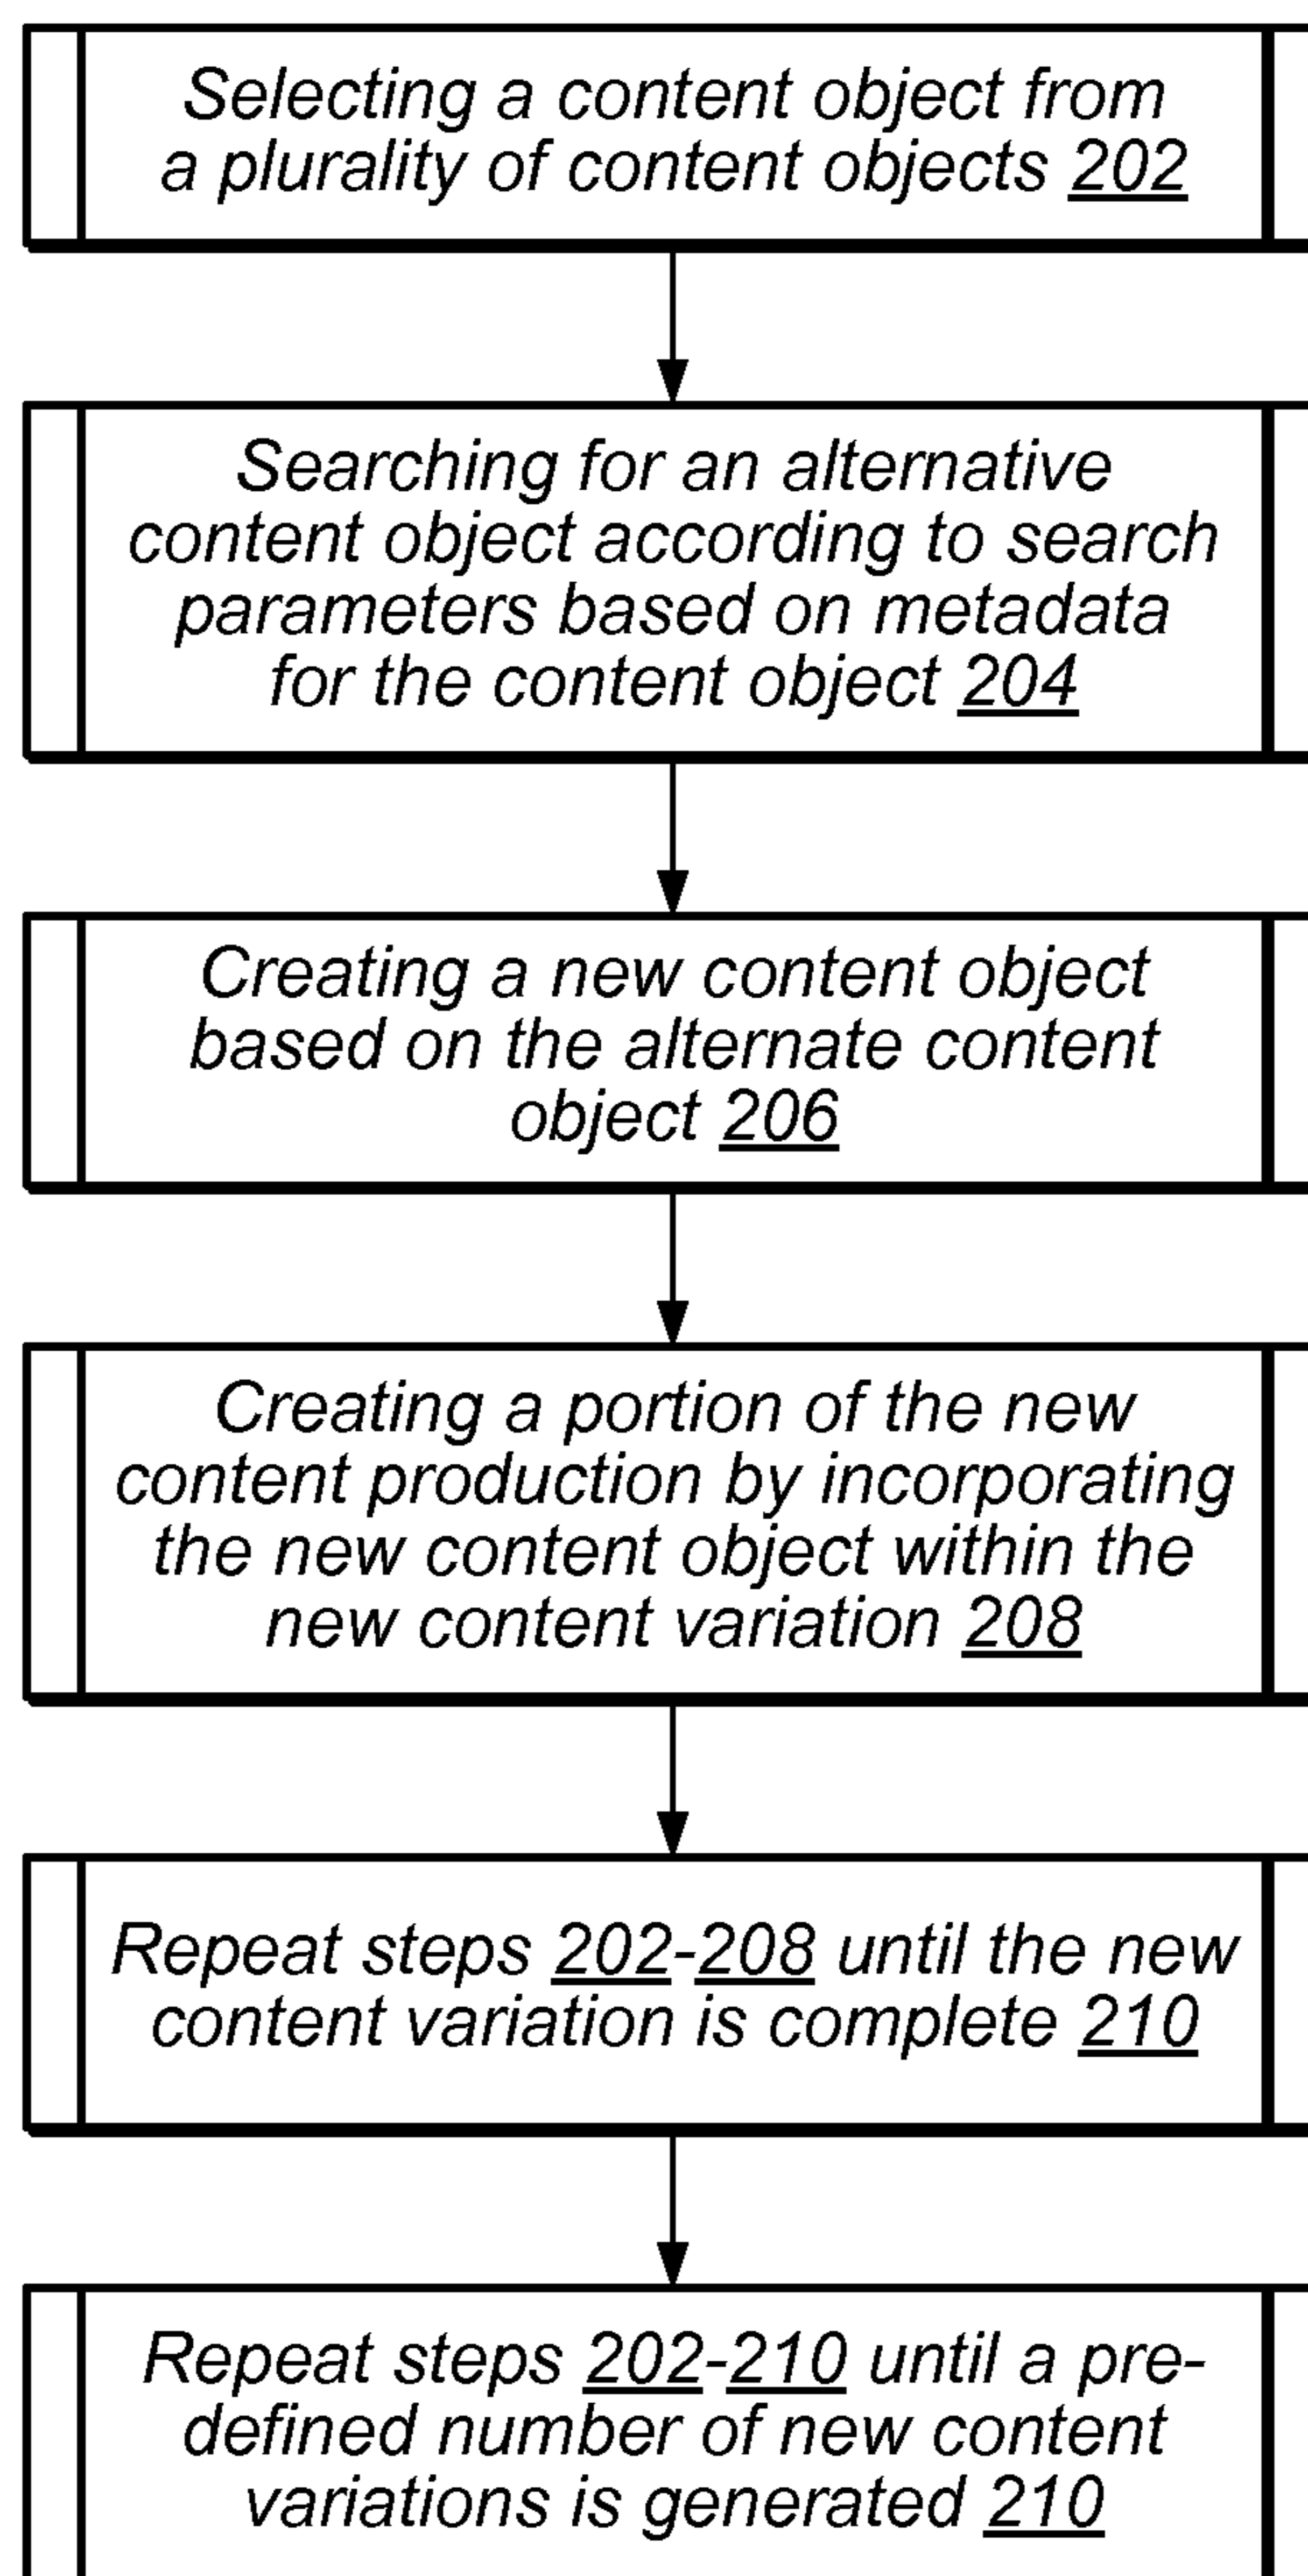 Selecting a content object from
a plurality of content objects 202
Searching for an alternative
content object according to search
parameters based on metadata
for the content object 204
Creating a new content object
based on the alternate content
object 206
Creating a portion of the new
content production by incorporating
the new content object within the
new content variation 208
Repeat steps 202-208 until the new
content variation is complete 210
Repeat steps 202-210 until a pre-
defined number of new content
variations is generated 210